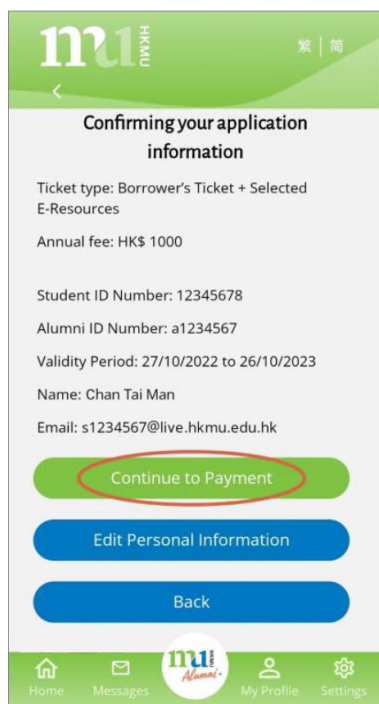 mu HKMU
繁 | 简
Confirming your application
information
Ticket type: Borrower's Ticket + Selected
E-Resources
Annual fee: HK$ 1000
Student ID Number: 12345678
Alumni ID Number: a1234567
Validity Period: 27/10/2022 to 26/10/2023
Name: Chan Tai Man
Email: s1234567@live.hkmu.edu.hk
Continue to Payment
Edit Personal Information
Back
mu HKMU
Alumni
Home Messages My Profile Settings